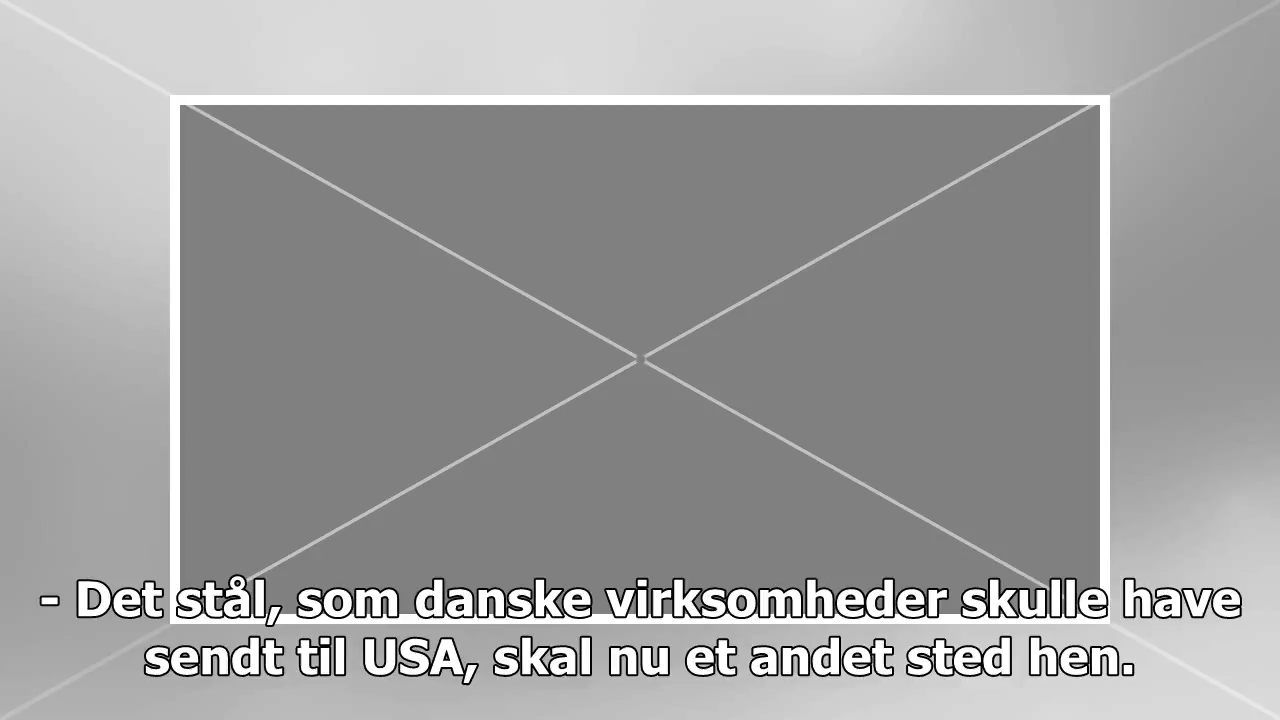 - Det stål, som danske virksomheder skulle have
sendt til USA, skal nu et andet sted hen.